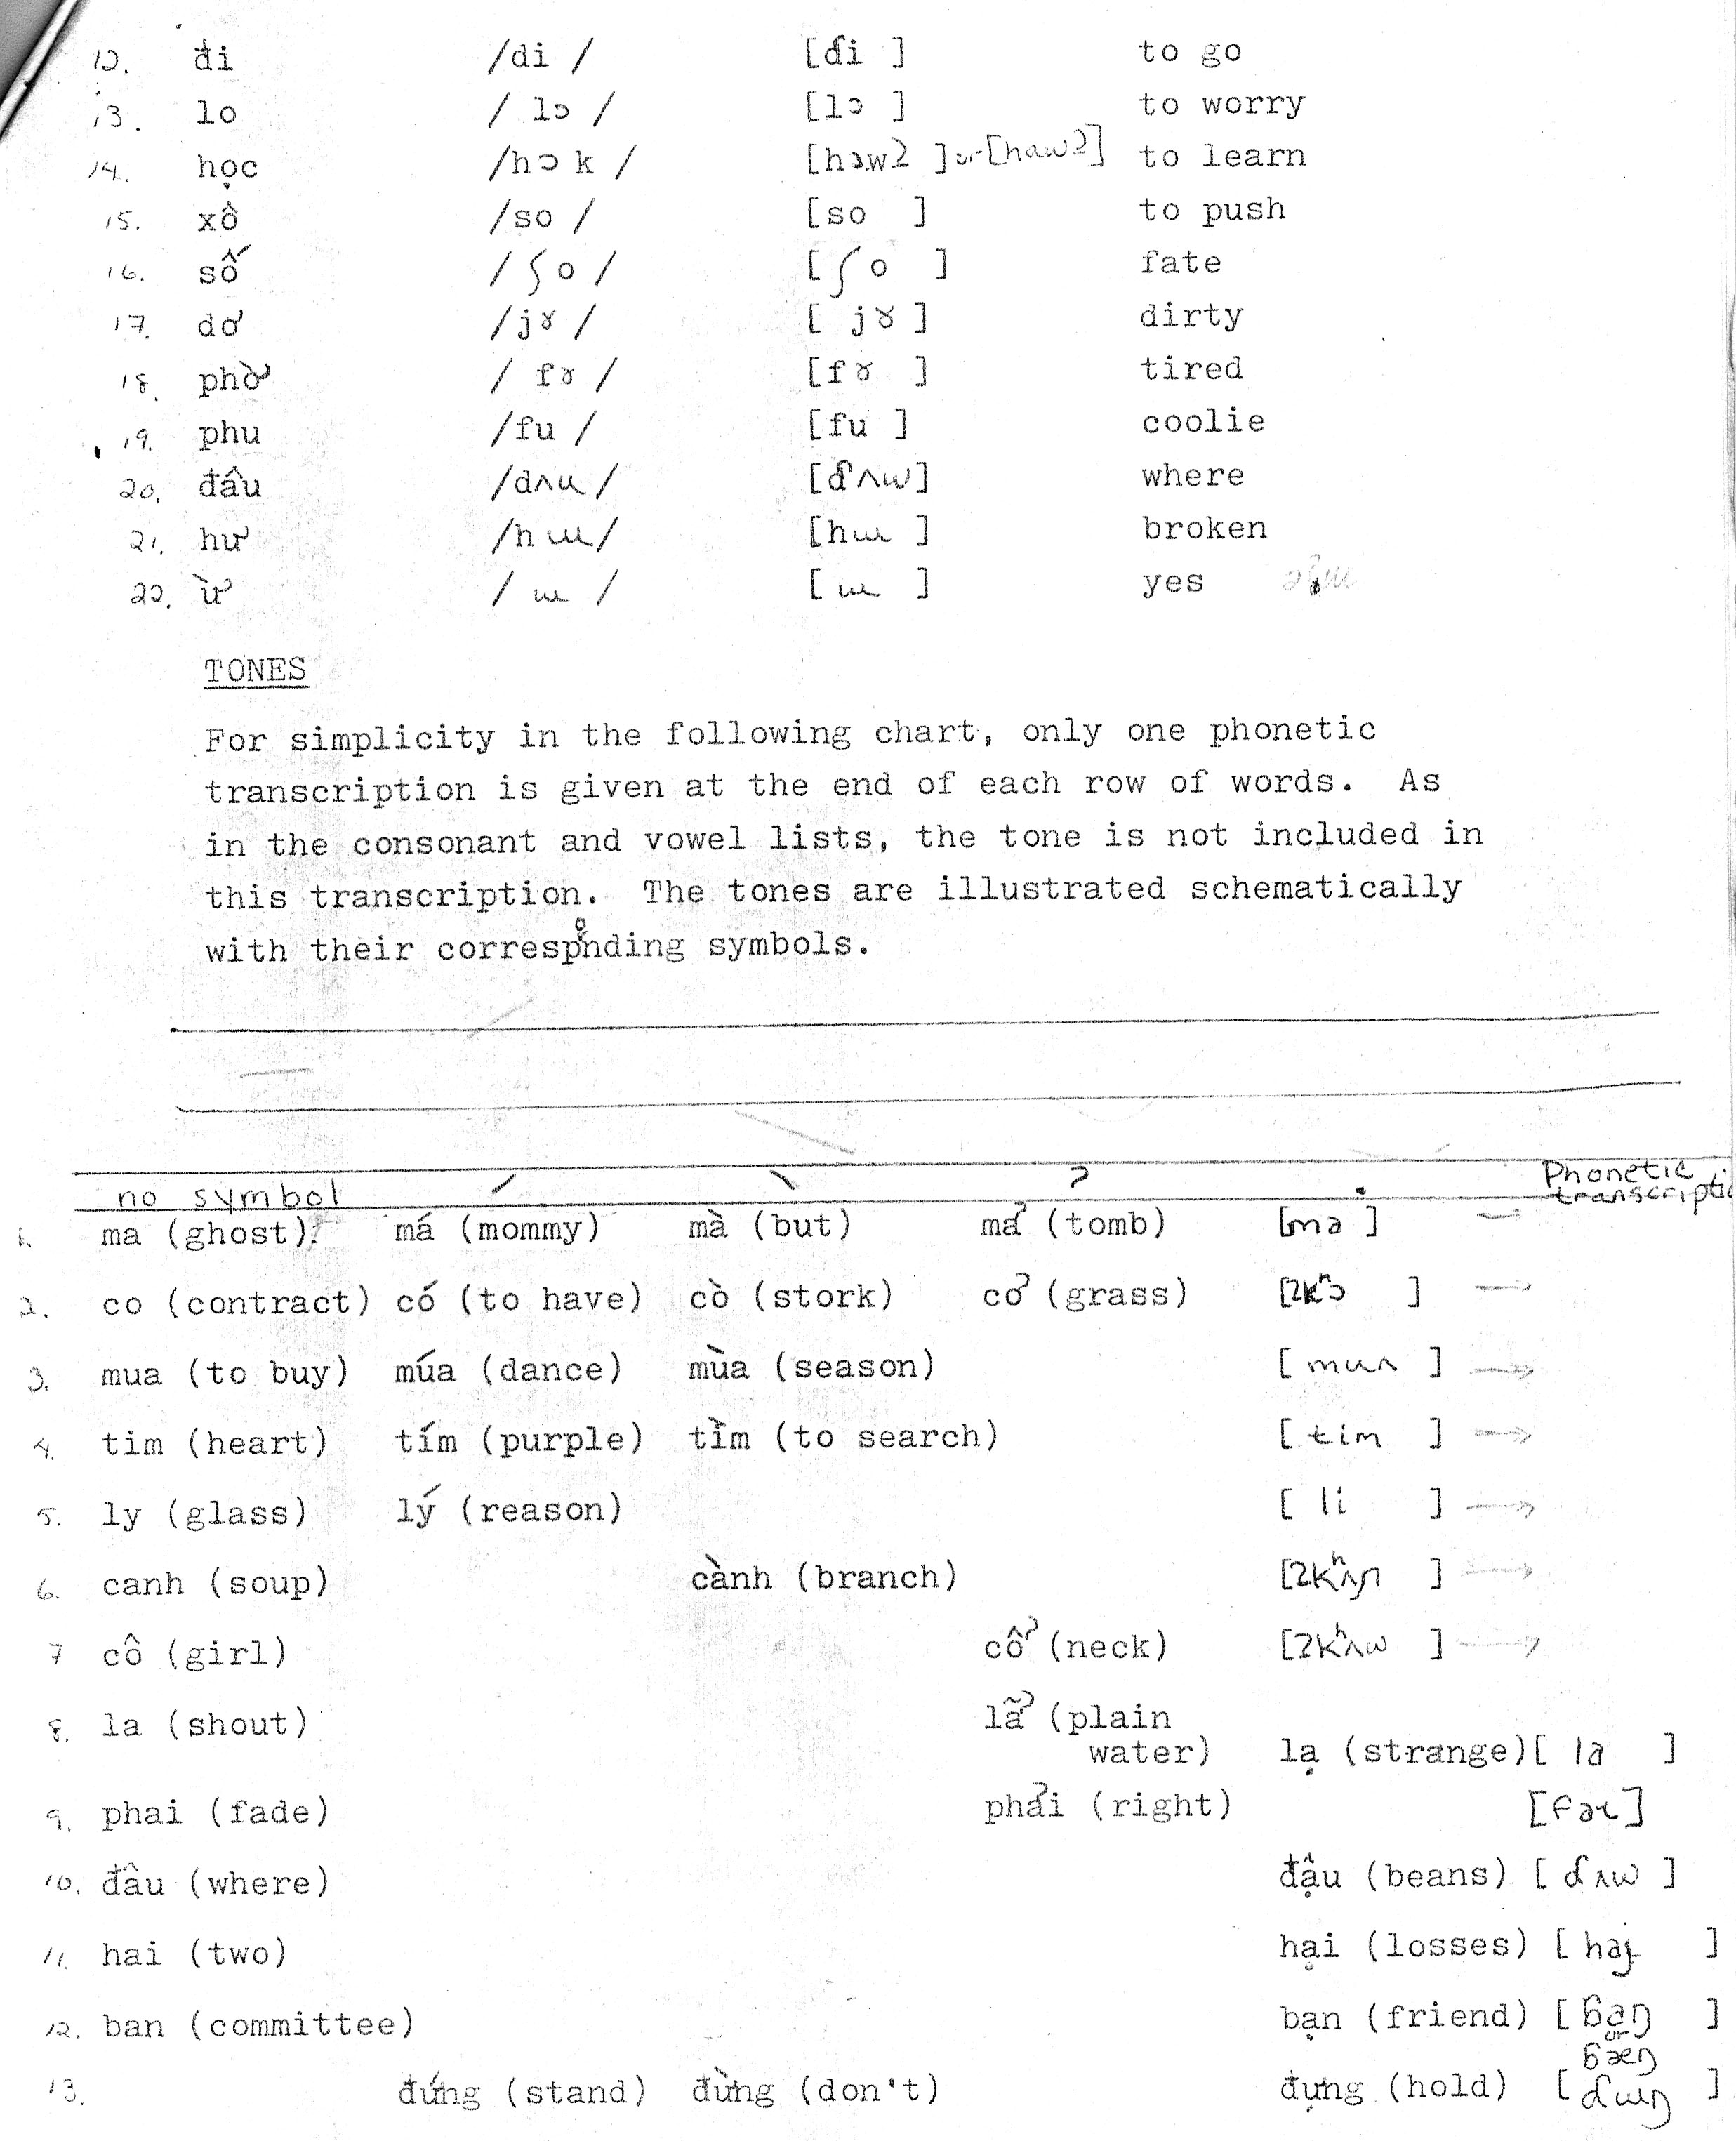 12. đi /di / [ɗi ] to go
13. lo / lɔ / [lɔ ] to worry
14. học /hɔ k / [hɔwʔ ] or [hawʔ] to learn
15. xô /so / [so ] to push
16. số / ʃo / [ ʃo ] fate
17. dơ /jɤ / [ jɤ ] dirty
18. phờ / fɤ / [fɤ ] tired
19. phu /fu / [fu ] coolie
20. đâu /dʌu / [ɗʌw] where
21. hư /h ɯ/ [hɯ ] broken
22. ừ / ɯ / [ ɯ ] yes
TONES
For simplicity in the following chart, only one phonetic
transcription is given at the end of each row of words. As
in the consonant and vowel lists, the tone is not included in
this transcription. The tones are illustrated schematically
with their corresponding symbols.
no symbol ˊ ˋ ̉ . Phonetic
transcripti
1. ma (ghost) má (mommy) mà (but) mả (tomb) [ma ]
2. co (contract) có (to have) cò (stork) cỏ (grass) [ʔkʰɔ ]
3. mua (to buy) múa (dance) mùa (season) [ muʌ ]
4. tim (heart) tím (purple) tìm (to search) [ tim ]
5. ly (glass) lý (reason) [ li ]
6. canh (soup) cành (branch) [ʔkʰʌɲ ]
7 cô (girl) cổ (neck) [ʔkʰʌw ]
8. la (shout) lã̉ (plain
water) lạ (strange) [ la ]
9. phai (fade) phải (right) [faɩ]
10. đâu (where) đậu (beans) [ ɗʌw ]
11. hai (two) hại (losses) [ haj ]
12. ban (committee) bạn (friend) [ ɓaŋ ]
or
ɓæŋ
13. đứng (stand) đừng (don't) đựng (hold) [ ɗɯŋ ]